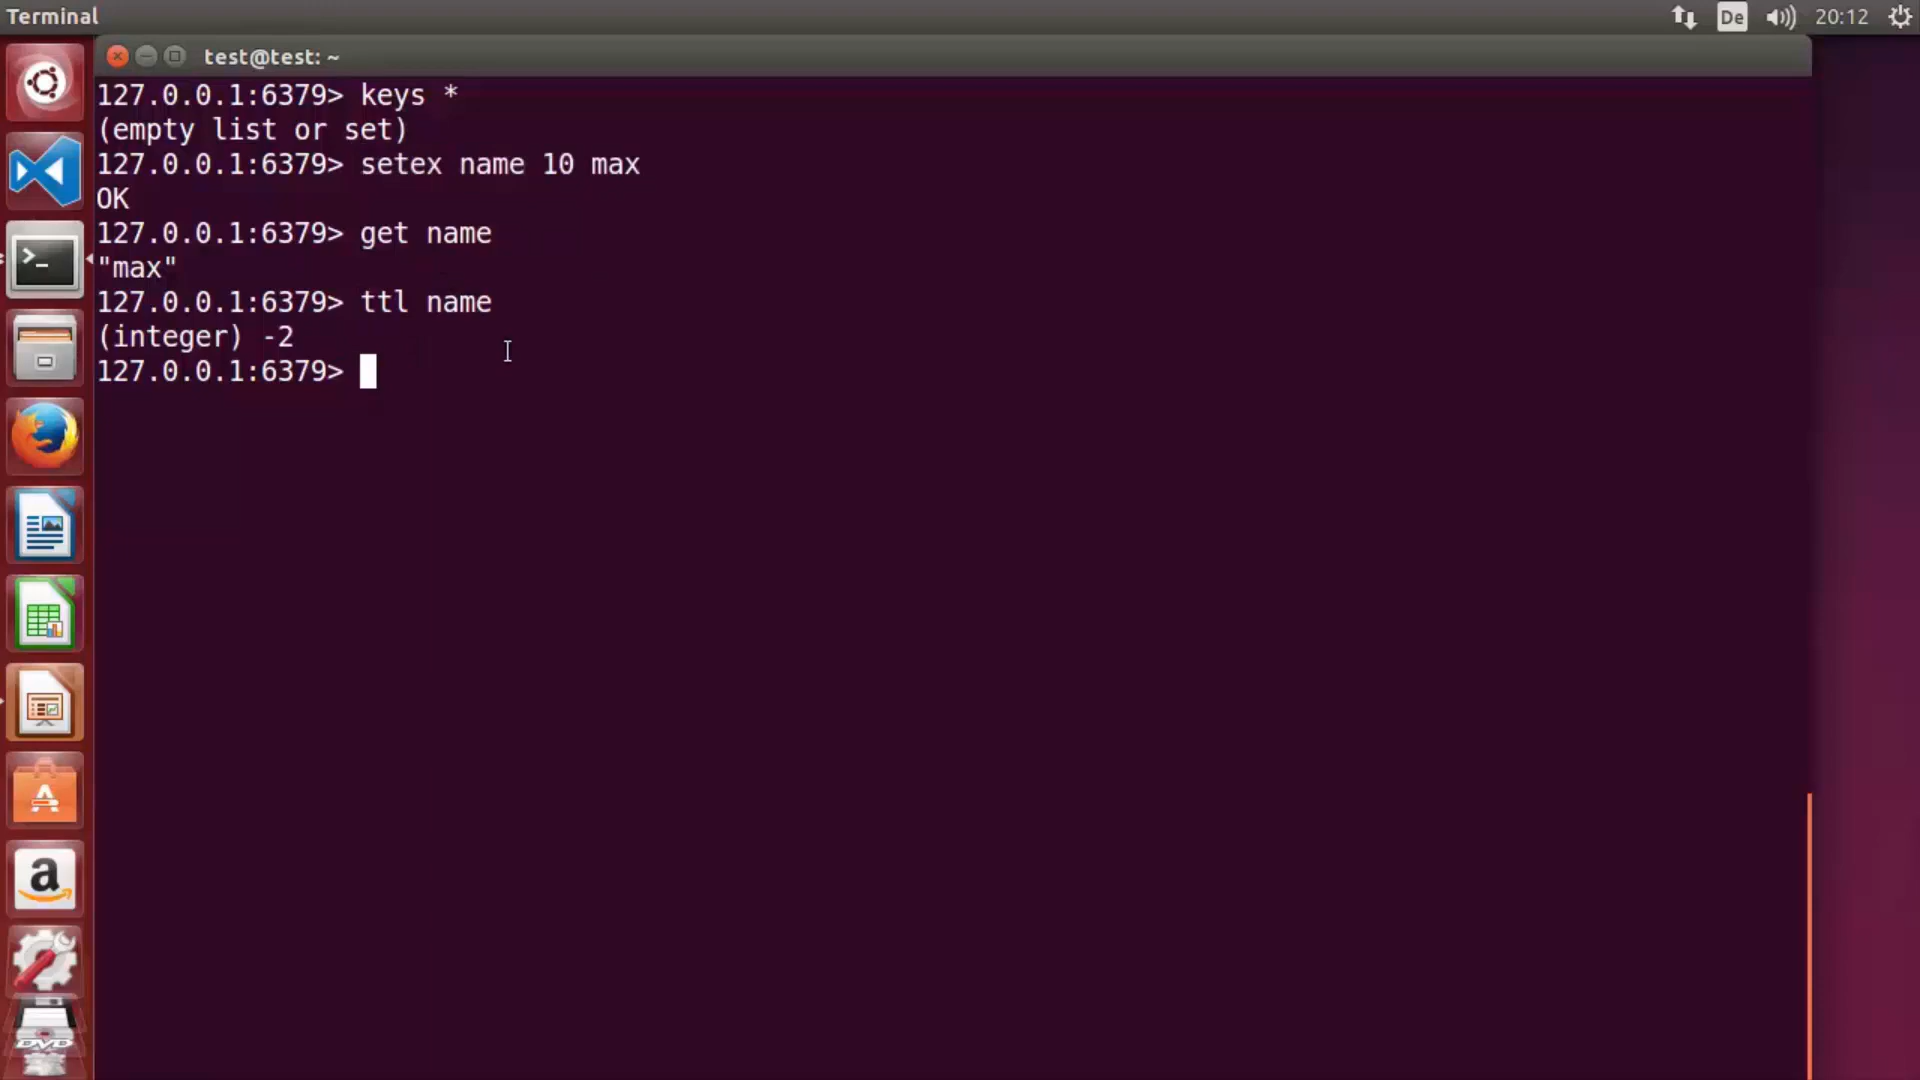 Terminal
De
20:12
test@test: ~
127.0.0.1:6379> keys *
(empty list or set)
127.0.0.1:6379> setex name 10 max
OK
127.0.0.1:6379> get name
"max"
127.0.0.1:6379> ttl name
(integer) -2
127.0.0.1:6379>
>_
A
a
DVD